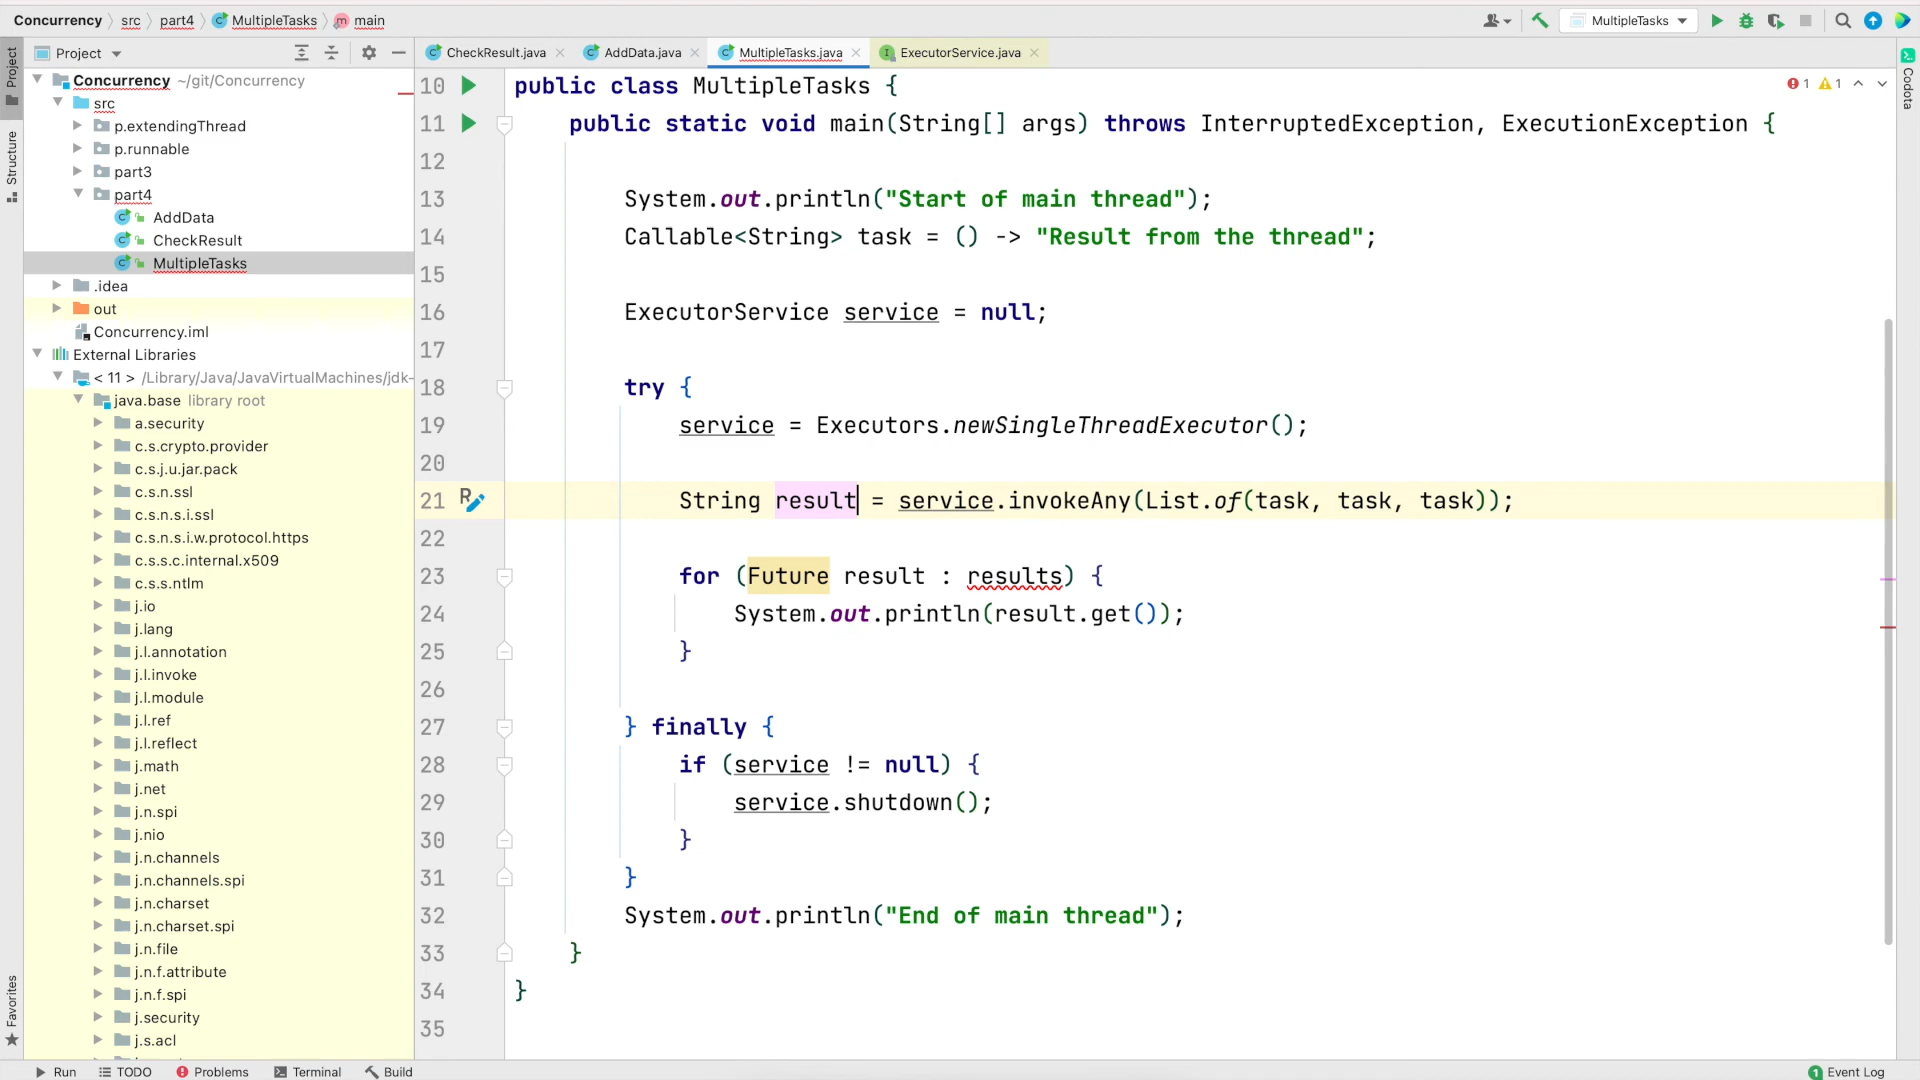 Concurrency src part4 MultipleTasks main
MultipleTasks
Project
CheckResult.java
AddData.java
MultipleTasks.java
ExecutorService.java
Project
Structure
Favorites
Codota
Concurrency ~/git/Concurrency
src
p.extendingThread
p.runnable
part3
part4
AddData
CheckResult
MultipleTasks
.idea
out
Concurrency.iml
External Libraries
< 11 > /Library/Java/JavaVirtualMachines/jdk-
java.base library root
a.security
c.s.crypto.provider
c.s.j.u.jar.pack
c.s.n.ssl
c.s.n.s.i.ssl
c.s.n.s.i.w.protocol.https
c.s.s.c.internal.x509
c.s.s.ntlm
j.io
j.lang
j.l.annotation
j.l.invoke
j.l.module
j.l.ref
j.l.reflect
j.math
j.net
j.n.spi
j.nio
j.n.channels
j.n.channels.spi
j.n.charset
j.n.charset.spi
j.n.file
j.n.f.attribute
j.n.f.spi
j.security
j.s.acl
1 1
10 public class MultipleTasks {
11 public static void main(String[] args) throws InterruptedException, ExecutionException {
12
13 System.out.println("Start of main thread");
14 Callable<String> task = () -> "Result from the thread";
15
16 ExecutorService service = null;
17
18 try {
19 service = Executors.newSingleThreadExecutor();
20
21 String result = service.invokeAny(List.of(task, task, task));
22
23 for (Future result : results) {
24 System.out.println(result.get());
25 }
26
27 } finally {
28 if (service != null) {
29 service.shutdown();
30 }
31 }
32 System.out.println("End of main thread");
33 }
34 }
35
Run TODO Problems Terminal Build
1 Event Log